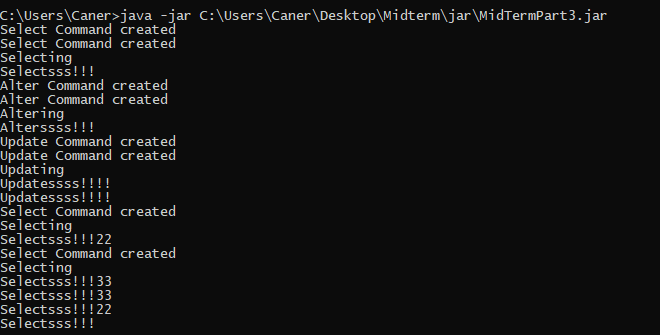 C:\Users\Caner>java -jar C:\Users\Caner\Desktop\Midterm\jar\MidTermPart3.jar
Select Command created
Select Command created
Selecting
Selectsss!!!
Alter Command created
Alter Command created
Altering
Alterssss!!!
Update Command created
Update Command created
Updating
Updatessss!!!!
Updatessss!!!!
Select Command created
Selecting
Selectsss!!!22
Select Command created
Selecting
Selectsss!!!33
Selectsss!!!33
Selectsss!!!22
Selectsss!!!